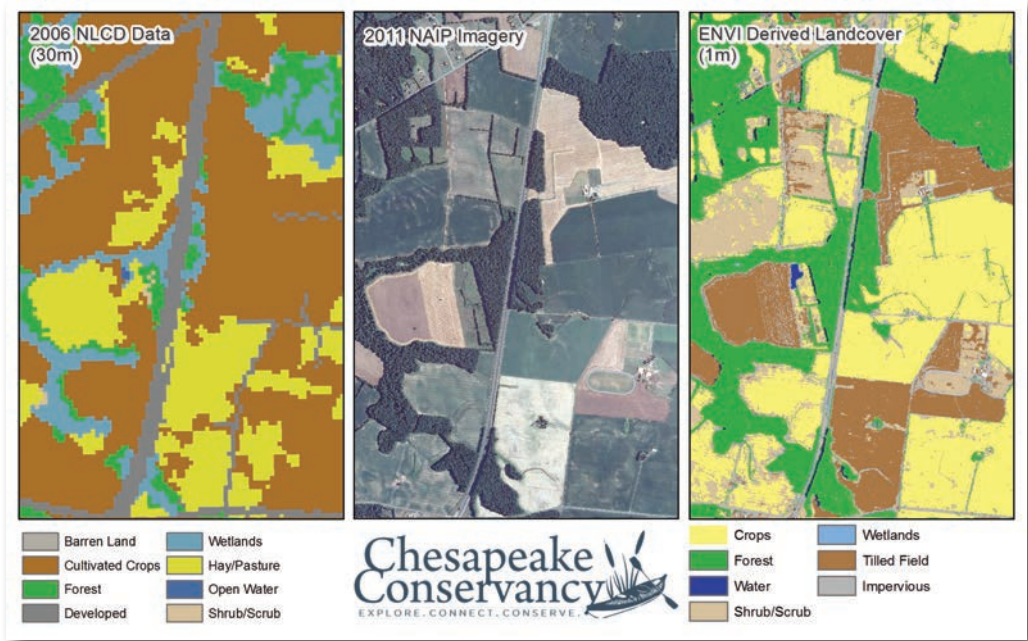 2006 NLCD Data
(30m)
2011 NAIP Imagery
ENVI Derived Landcover
(1m)
Barren Land
Cultivated Crops
Forest
Developed
Wetlands
Hay/Pasture
Open Water
Shrub/Scrub
Chesapeake
Conservancy
EXPLORE.CONNECT.CONSERVE.
Crops
Forest
Water
Shrub/Scrub
Wetlands
Tilled Field
Impervious